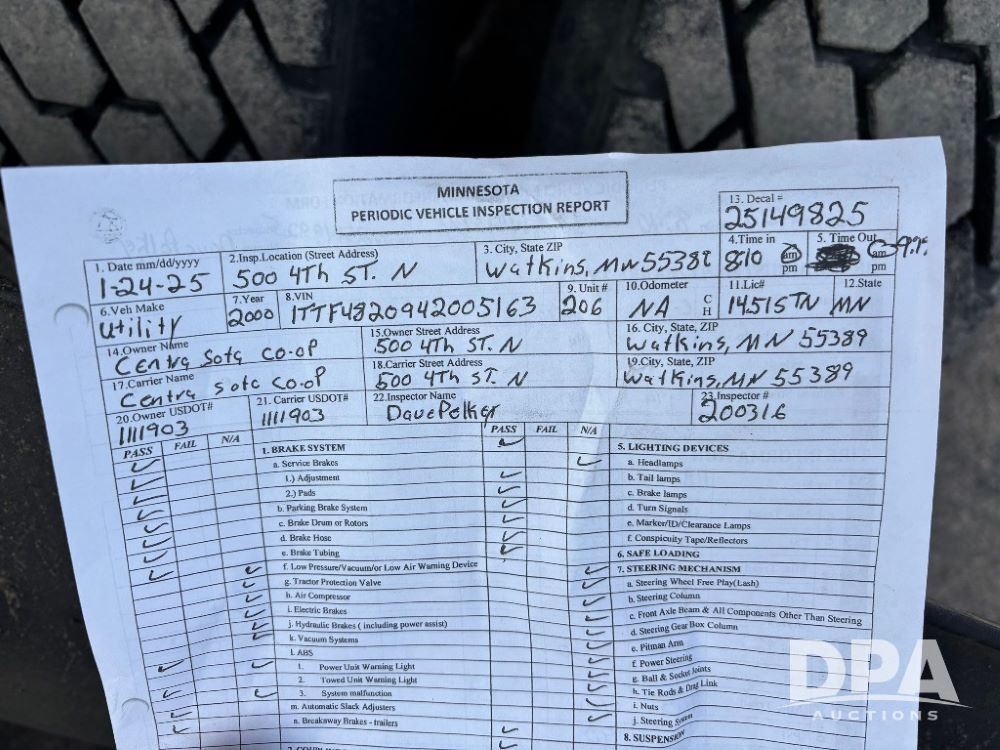 MINNESOTA
PERIODIC VEHICLE INSPECTION REPORT
13. Decal #
25149825
1. Date mm/dd/yyyy
1-24-25
2.Insp.Location (Street Address)
500 4Th ST. N
3. City, State ZIP
Watkins, MN 55388
4.Time in
8:10 am pm
5. Time Out
am pm
6.Veh Make
Utility
7.Year
2000
8.VIN
1TTF4820942005163
9. Unit #
206
10.Odometer
NA
C
H
11.Lic#
14515TN
12.State
MN
14.Owner Name
Centra Sota CO-OP
15.Owner Street Address
500 4Th ST. N
16. City, State, ZIP
Watkins, MN 55389
17.Carrier Name
Centra Sota CO-OP
18.Carrier Street Address
500 4Th ST. N
19.City, State, ZIP
Watkins, MN 55389
20.Owner USDOT#
1111903
21. Carrier USDOT#
1111903
22.Inspector Name
Dave Pelker
23.Inspector #
200316
PASS FAIL N/A
1. BRAKE SYSTEM
a. Service Brakes
1.) Adjustment
2.) Pads
b. Parking Brake System
c. Brake Drum or Rotors
d. Brake Hose
e. Brake Tubing
f. Low Pressure/Vacuum/or Low Air Warning Device
g. Tractor Protection Valve
h. Air Compressor
i. Electric Brakes
j. Hydraulic Brakes ( including power assist)
k. Vacuum Systems
l. ABS
1. Power Unit Warning Light
2. Towed Unit Warning Light
3. System malfunction
m. Automatic Slack Adjusters
n. Breakaway Brakes - trailers
PASS FAIL N/A
5. LIGHTING DEVICES
a. Headlamps
b. Tail lamps
c. Brake lamps
d. Turn Signals
e. Marker/ID/Clearance Lamps
f. Conspicuity Tape/Reflectors
6. SAFE LOADING
7. STEERING MECHANISM
a. Steering Wheel Free Play(Lash)
b. Steering Column
c. Front Axle Beam & All Components Other Than Steering
d. Steering Gear Box Column
e. Pitman Arm
f. Power Steering
g. Ball & Socket Joints
h. Tie Rods & Drag Link
i. Nuts
j. Steering System
8. SUSPENSION
DPA
AUCTIONS